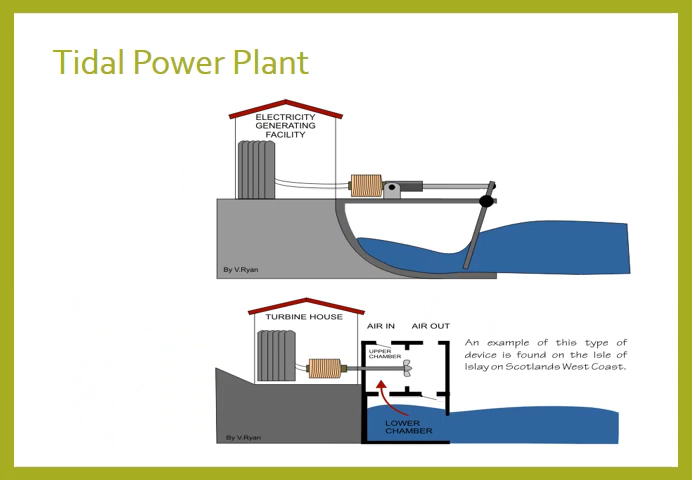 Tidal Power Plant
ELECTRICITY
GENERATING
FACILITY
By V.Ryan
TURBINE HOUSE
AIR IN
AIR OUT
UPPER
CHAMBER
An example of this type of
device is found on the Isle of
Islay on Scotlands West Coast.
LOWER
CHAMBER
By V.Ryan